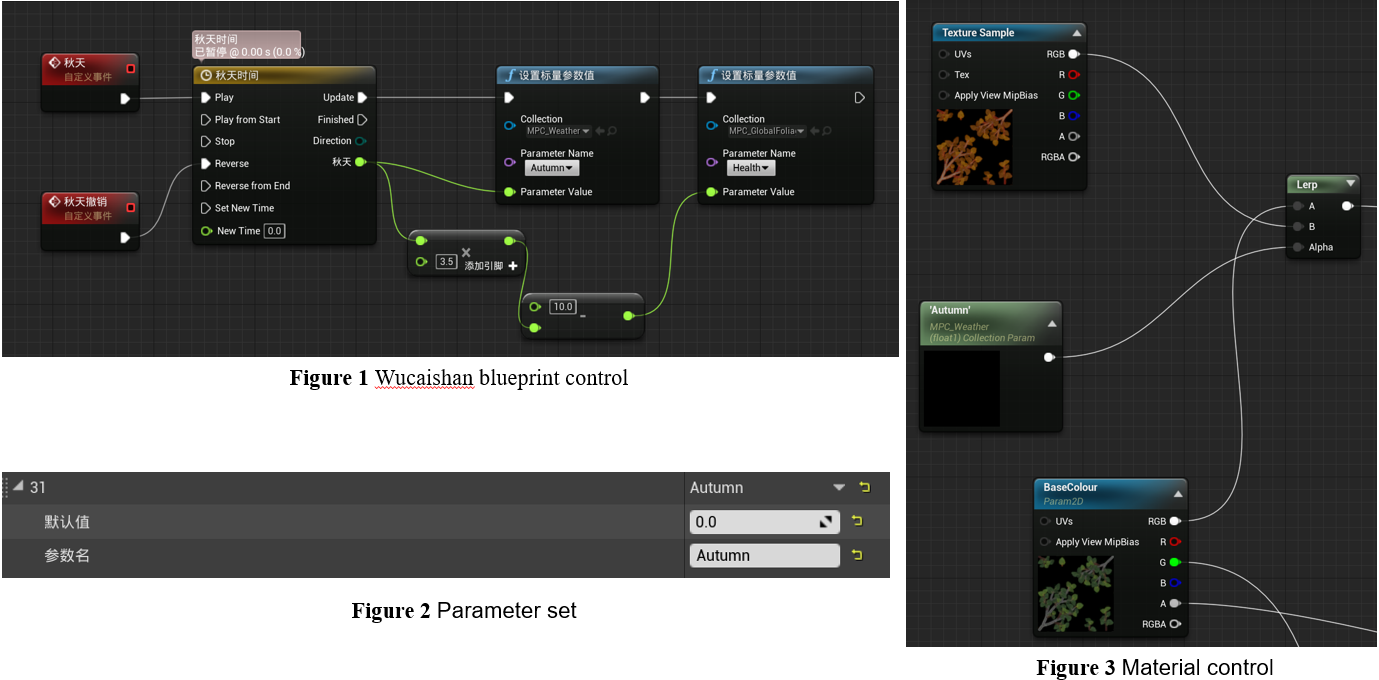 秋天时间
已暂停 @ 0.00 s (0.0 %)
秋天
自定义事件
秋天撤销
自定义事件
秋天时间
Play
Update
Play from Start
Finished
Stop
Direction
Reverse
秋天
Reverse from End
Set New Time
New Time 0.0
设置标量参数值
Collection
MPC_Weather
Parameter Name
Autumn
Parameter Value
设置标量参数值
Collection
MPC_GlobalFolia
Parameter Name
Health
Parameter Value
3.5
添加引脚
10.0
Figure 1 Wucaishan blueprint control
31
Autumn
默认值
0.0
参数名
Autumn
Figure 2 Parameter set
Texture Sample
UVs
RGB
Tex
R
Apply View MipBias
G
B
A
RGBA
Lerp
A
B
Alpha
'Autumn'
MPC_Weather
(float1) Collection Param
BaseColour
Param2D
UVs
RGB
Apply View MipBias
R
G
B
A
RGBA
Figure 3 Material control